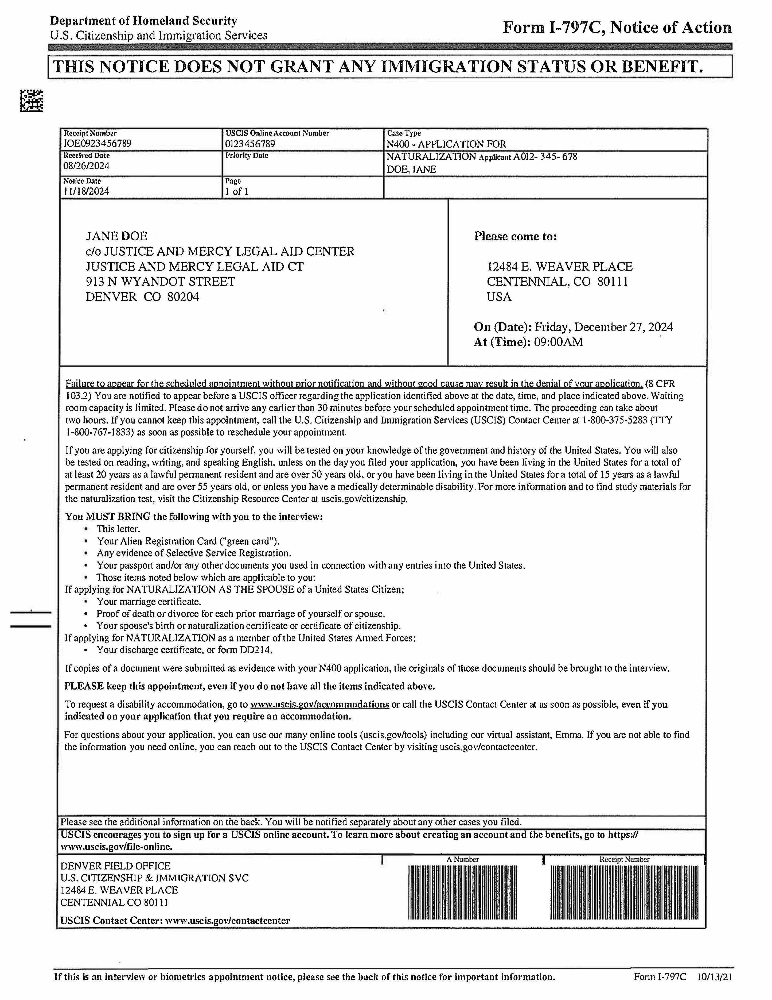 Department of Homeland Security
U.S. Citizenship and Immigration Services
Form I-797C, Notice of Action
THIS NOTICE DOES NOT GRANT ANY IMMIGRATION STATUS OR BENEFIT.
Receipt Number
IOE0923456789
USCIS Online Account Number
0123456789
Case Type
N400 - APPLICATION FOR
Received Date
08/26/2024
Priority Date
NATURALIZATION Applicant A012- 345- 678
DOE, JANE
Notice Date
11/18/2024
Page
1 of 1
JANE DOE
c/o JUSTICE AND MERCY LEGAL AID CENTER
JUSTICE AND MERCY LEGAL AID CT
913 N WYANDOT STREET
DENVER CO 80204
Please come to:
12484 E. WEAVER PLACE
CENTENNIAL, CO 80111
USA
On (Date): Friday, December 27, 2024
At (Time): 09:00AM
Failure to appear for the scheduled appointment without prior notification and without good cause may result in the denial of your application. (8 CFR
103.2) You are notified to appear before a USCIS officer regarding the application identified above at the date, time, and place indicated above. Waiting
room capacity is limited. Please do not arrive any earlier than 30 minutes before your scheduled appointment time. The proceeding can take about
two hours. If you cannot keep this appointment, call the U.S. Citizenship and Immigration Services (USCIS) Contact Center at 1-800-375-5283 (TTY
1-800-767-1833) as soon as possible to reschedule your appointment.
If you are applying for citizenship for yourself, you will be tested on your knowledge of the government and history of the United States. You will also
be tested on reading, writing, and speaking English, unless on the day you filed your application, you have been living in the United States for a total of
at least 20 years as a lawful permanent resident and are over 50 years old, or you have been living in the United States for a total of 15 years as a lawful
permanent resident and are over 55 years old, or unless you have a medically determinable disability. For more information and to find study materials for
the naturalization test, visit the Citizenship Resource Center at uscis.gov/citizenship.
You MUST BRING the following with you to the interview:
• This letter.
• Your Alien Registration Card ("green card").
• Any evidence of Selective Service Registration.
• Your passport and/or any other documents you used in connection with any entries into the United States.
• Those items noted below which are applicable to you:
If applying for NATURALIZATION AS THE SPOUSE of a United States Citizen;
• Your marriage certificate.
• Proof of death or divorce for each prior marriage of yourself or spouse.
• Your spouse's birth or naturalization certificate or certificate of citizenship.
If applying for NATURALIZATION as a member of the United States Armed Forces;
• Your discharge certificate, or form DD214.
If copies of a document were submitted as evidence with your N400 application, the originals of those documents should be brought to the interview.
PLEASE keep this appointment, even if you do not have all the items indicated above.
To request a disability accommodation, go to www.uscis.gov/accommodations or call the USCIS Contact Center at as soon as possible, even if you
indicated on your application that you require an accommodation.
For questions about your application, you can use our many online tools (uscis.gov/tools) including our virtual assistant, Emma. If you are not able to find
the information you need online, you can reach out to the USCIS Contact Center by visiting uscis.gov/contactcenter.
Please see the additional information on the back. You will be notified separately about any other cases you filed.
USCIS encourages you to sign up for a USCIS online account. To learn more about creating an account and the benefits, go to https://
www.uscis.gov/file-online.
DENVER FIELD OFFICE
U.S. CITIZENSHIP & IMMIGRATION SVC
12484 E. WEAVER PLACE
CENTENNIAL CO 80111
USCIS Contact Center: www.uscis.gov/contactcenter
A Number
Receipt Number
If this is an interview or biometrics appointment notice, please see the back of this notice for important information.
Form I-797C 10/13/21